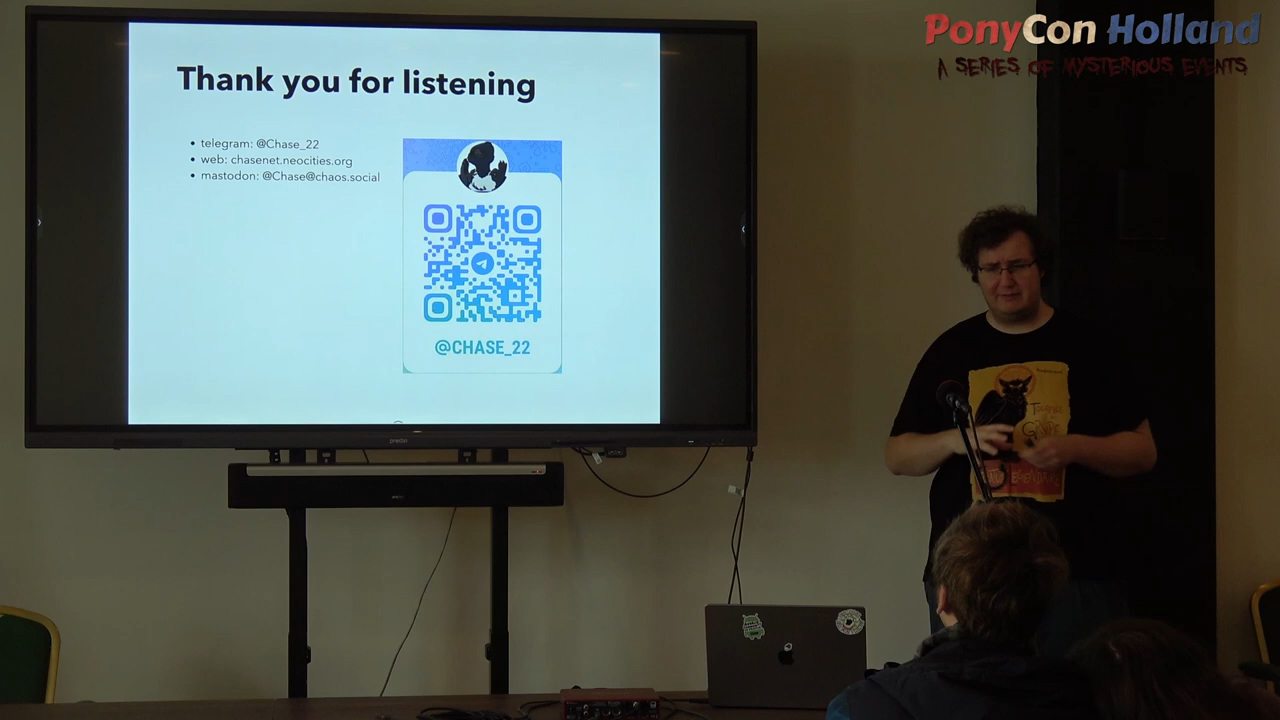 PonyCon Holland
A SERIES OF MYSTERIOUS EVENTS
Thank you for listening
• telegram: @Chase_22
• web: chasenet.neocities.org
• mastodon: @Chase@chaos.social
@CHASE_22